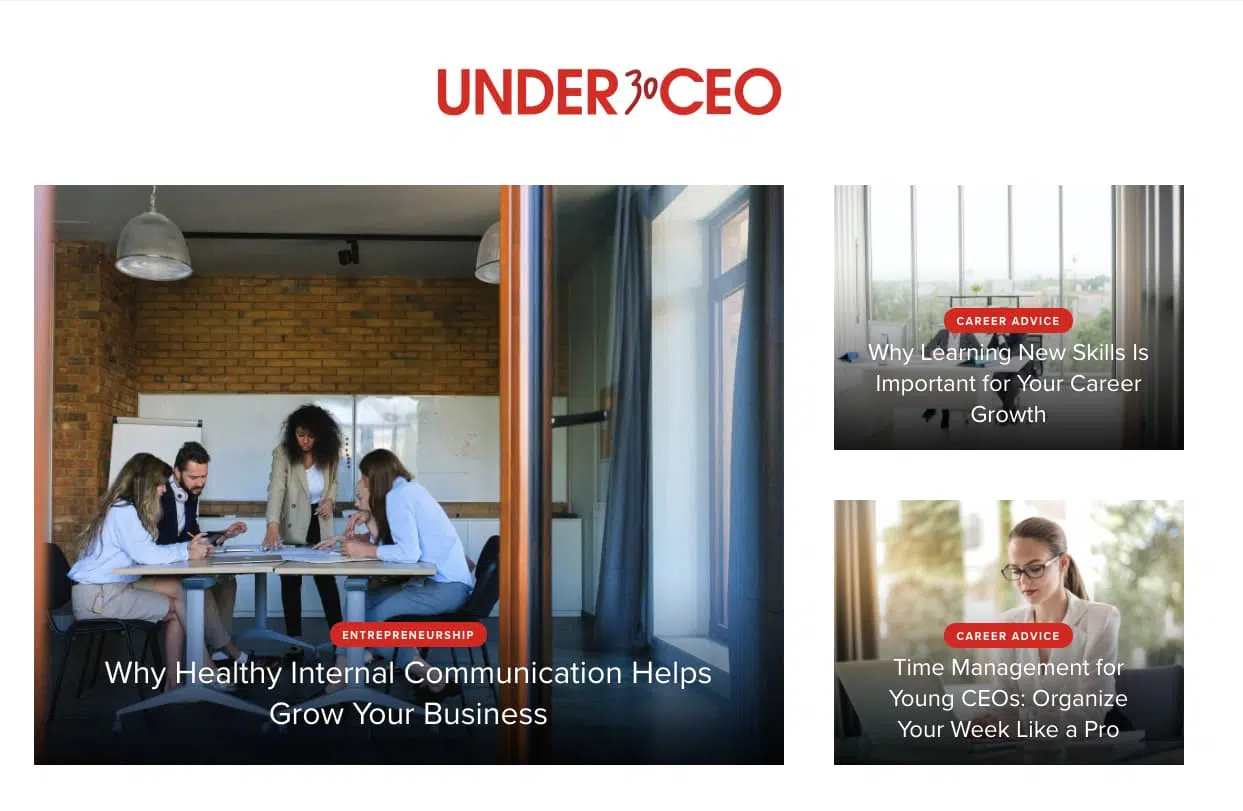 UNDER30CEO
ENTREPRENEURSHIP
Why Healthy Internal Communication Helps
Grow Your Business
CAREER ADVICE
Why Learning New Skills Is
Important for Your Career
Growth
CAREER ADVICE
Time Management for
Young CEOs: Organize
Your Week Like a Pro